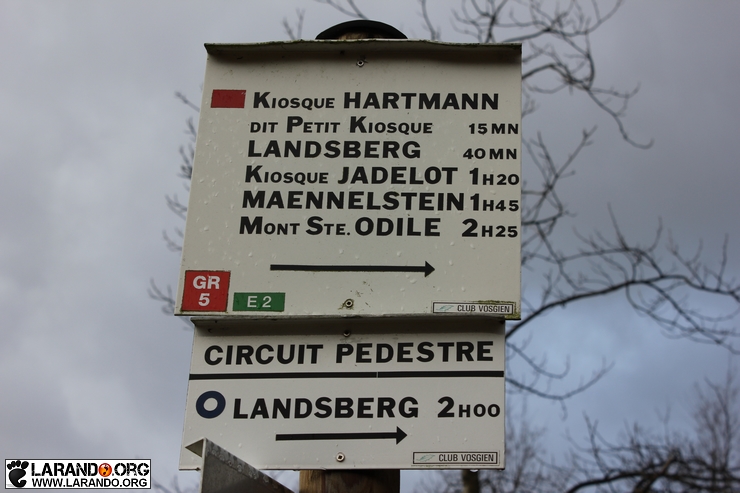 Kiosque HARTMANN
DIT Petit Kiosque 15MN
LANDSBERG 40MN
Kiosque JADELOT 1H20
MAENNELSTEIN 1H45
Mont Ste. ODILE 2H25
GR
5
E2
CLUB VOSGIEN
CIRCUIT PEDESTRE
LANDSBERG 2H00
CLUB VOSGIEN
LARANDO.ORG
WWW.LARANDO.ORG